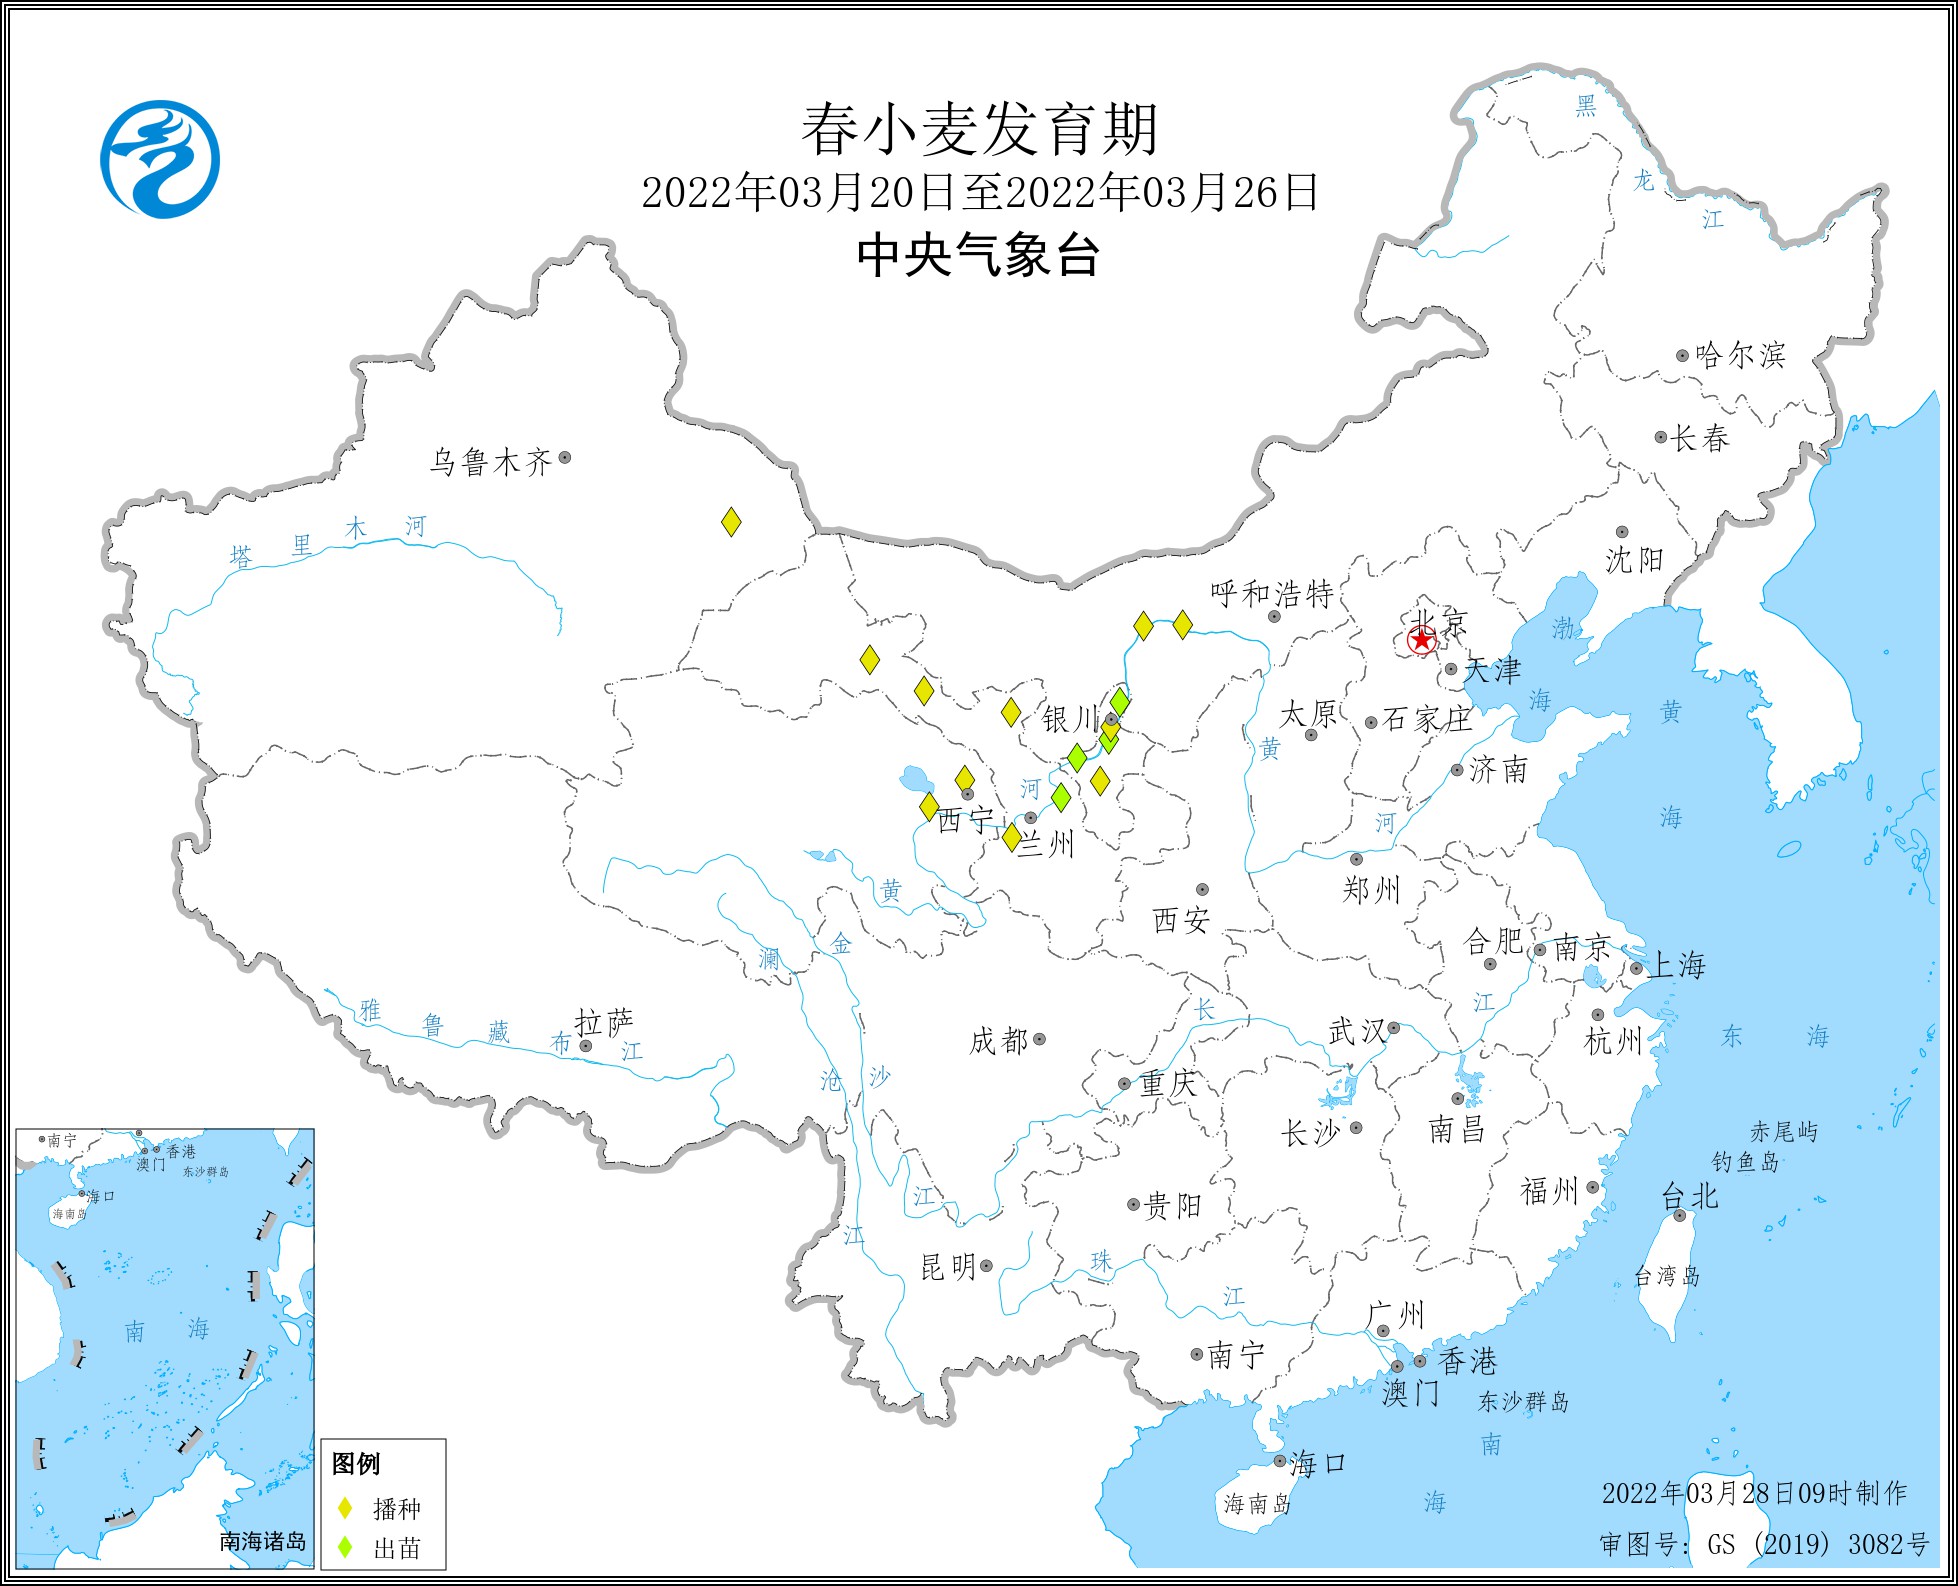 春小麦发育期
2022年03月20日至2022年03月26日
中央气象台
黑
龙
江
哈尔滨
长春
乌鲁木齐
沈阳
塔里木河
呼和浩特
北京
渤
天津
海
黄
银川
太原
石家庄
黄
济南
西宁
河
兰州
河
海
郑州
黄
西安
金
澜
合肥
南京
上海
雅鲁藏布江
拉萨
长
江
成都
武汉
杭州
东海
沧
沙
重庆
南昌
长沙
赤尾屿
钓鱼岛
江
贵阳
福州
台北
江
昆明
珠
江
台湾岛
广州
南宁
香港
澳门
东沙群岛
南
海口
海南岛
海
南宁
香港
澳门
东沙群岛
海口
海南岛
南海
南海诸岛
图例
播种
出苗
2022年03月28日09时制作
审图号：GS (2019) 3082号